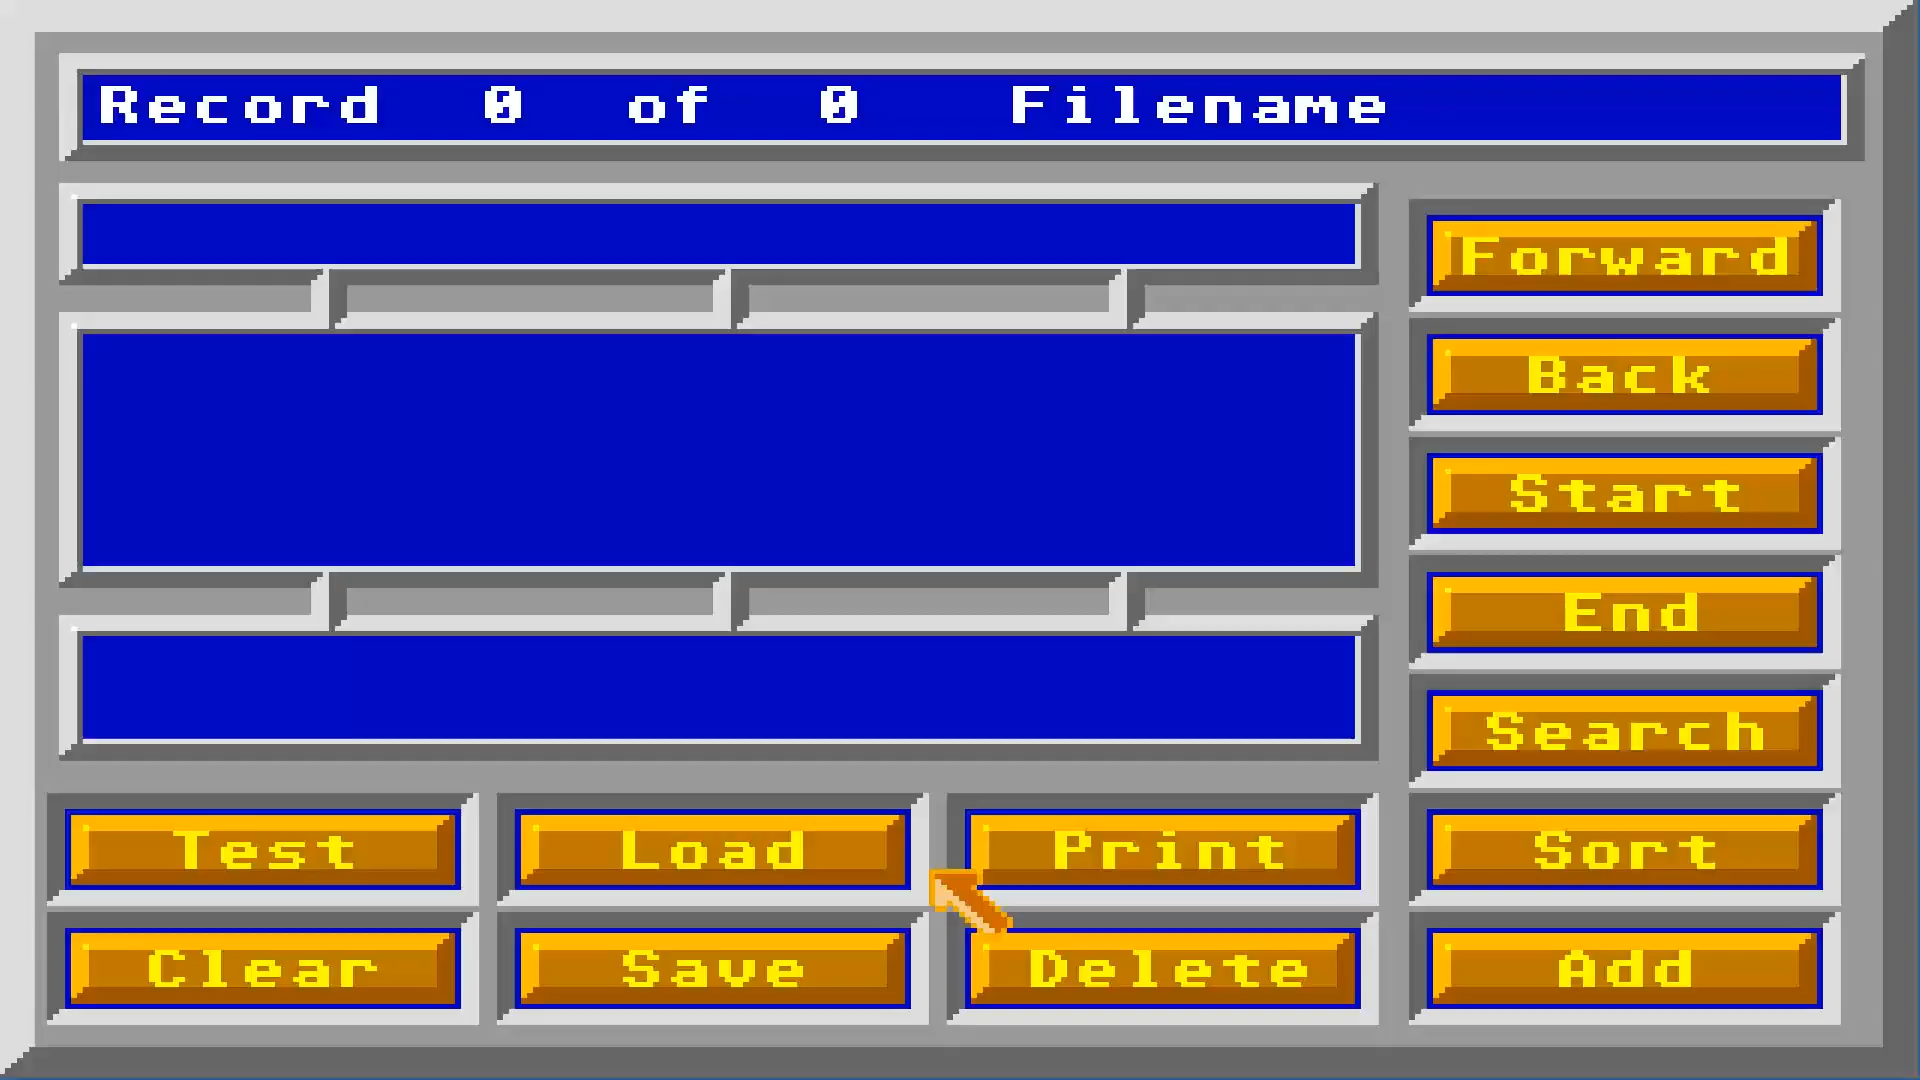 Record 0 of 0 Filename
Forward
Back
Start
End
Search
Test Load Print Sort
Clear Save Delete Add